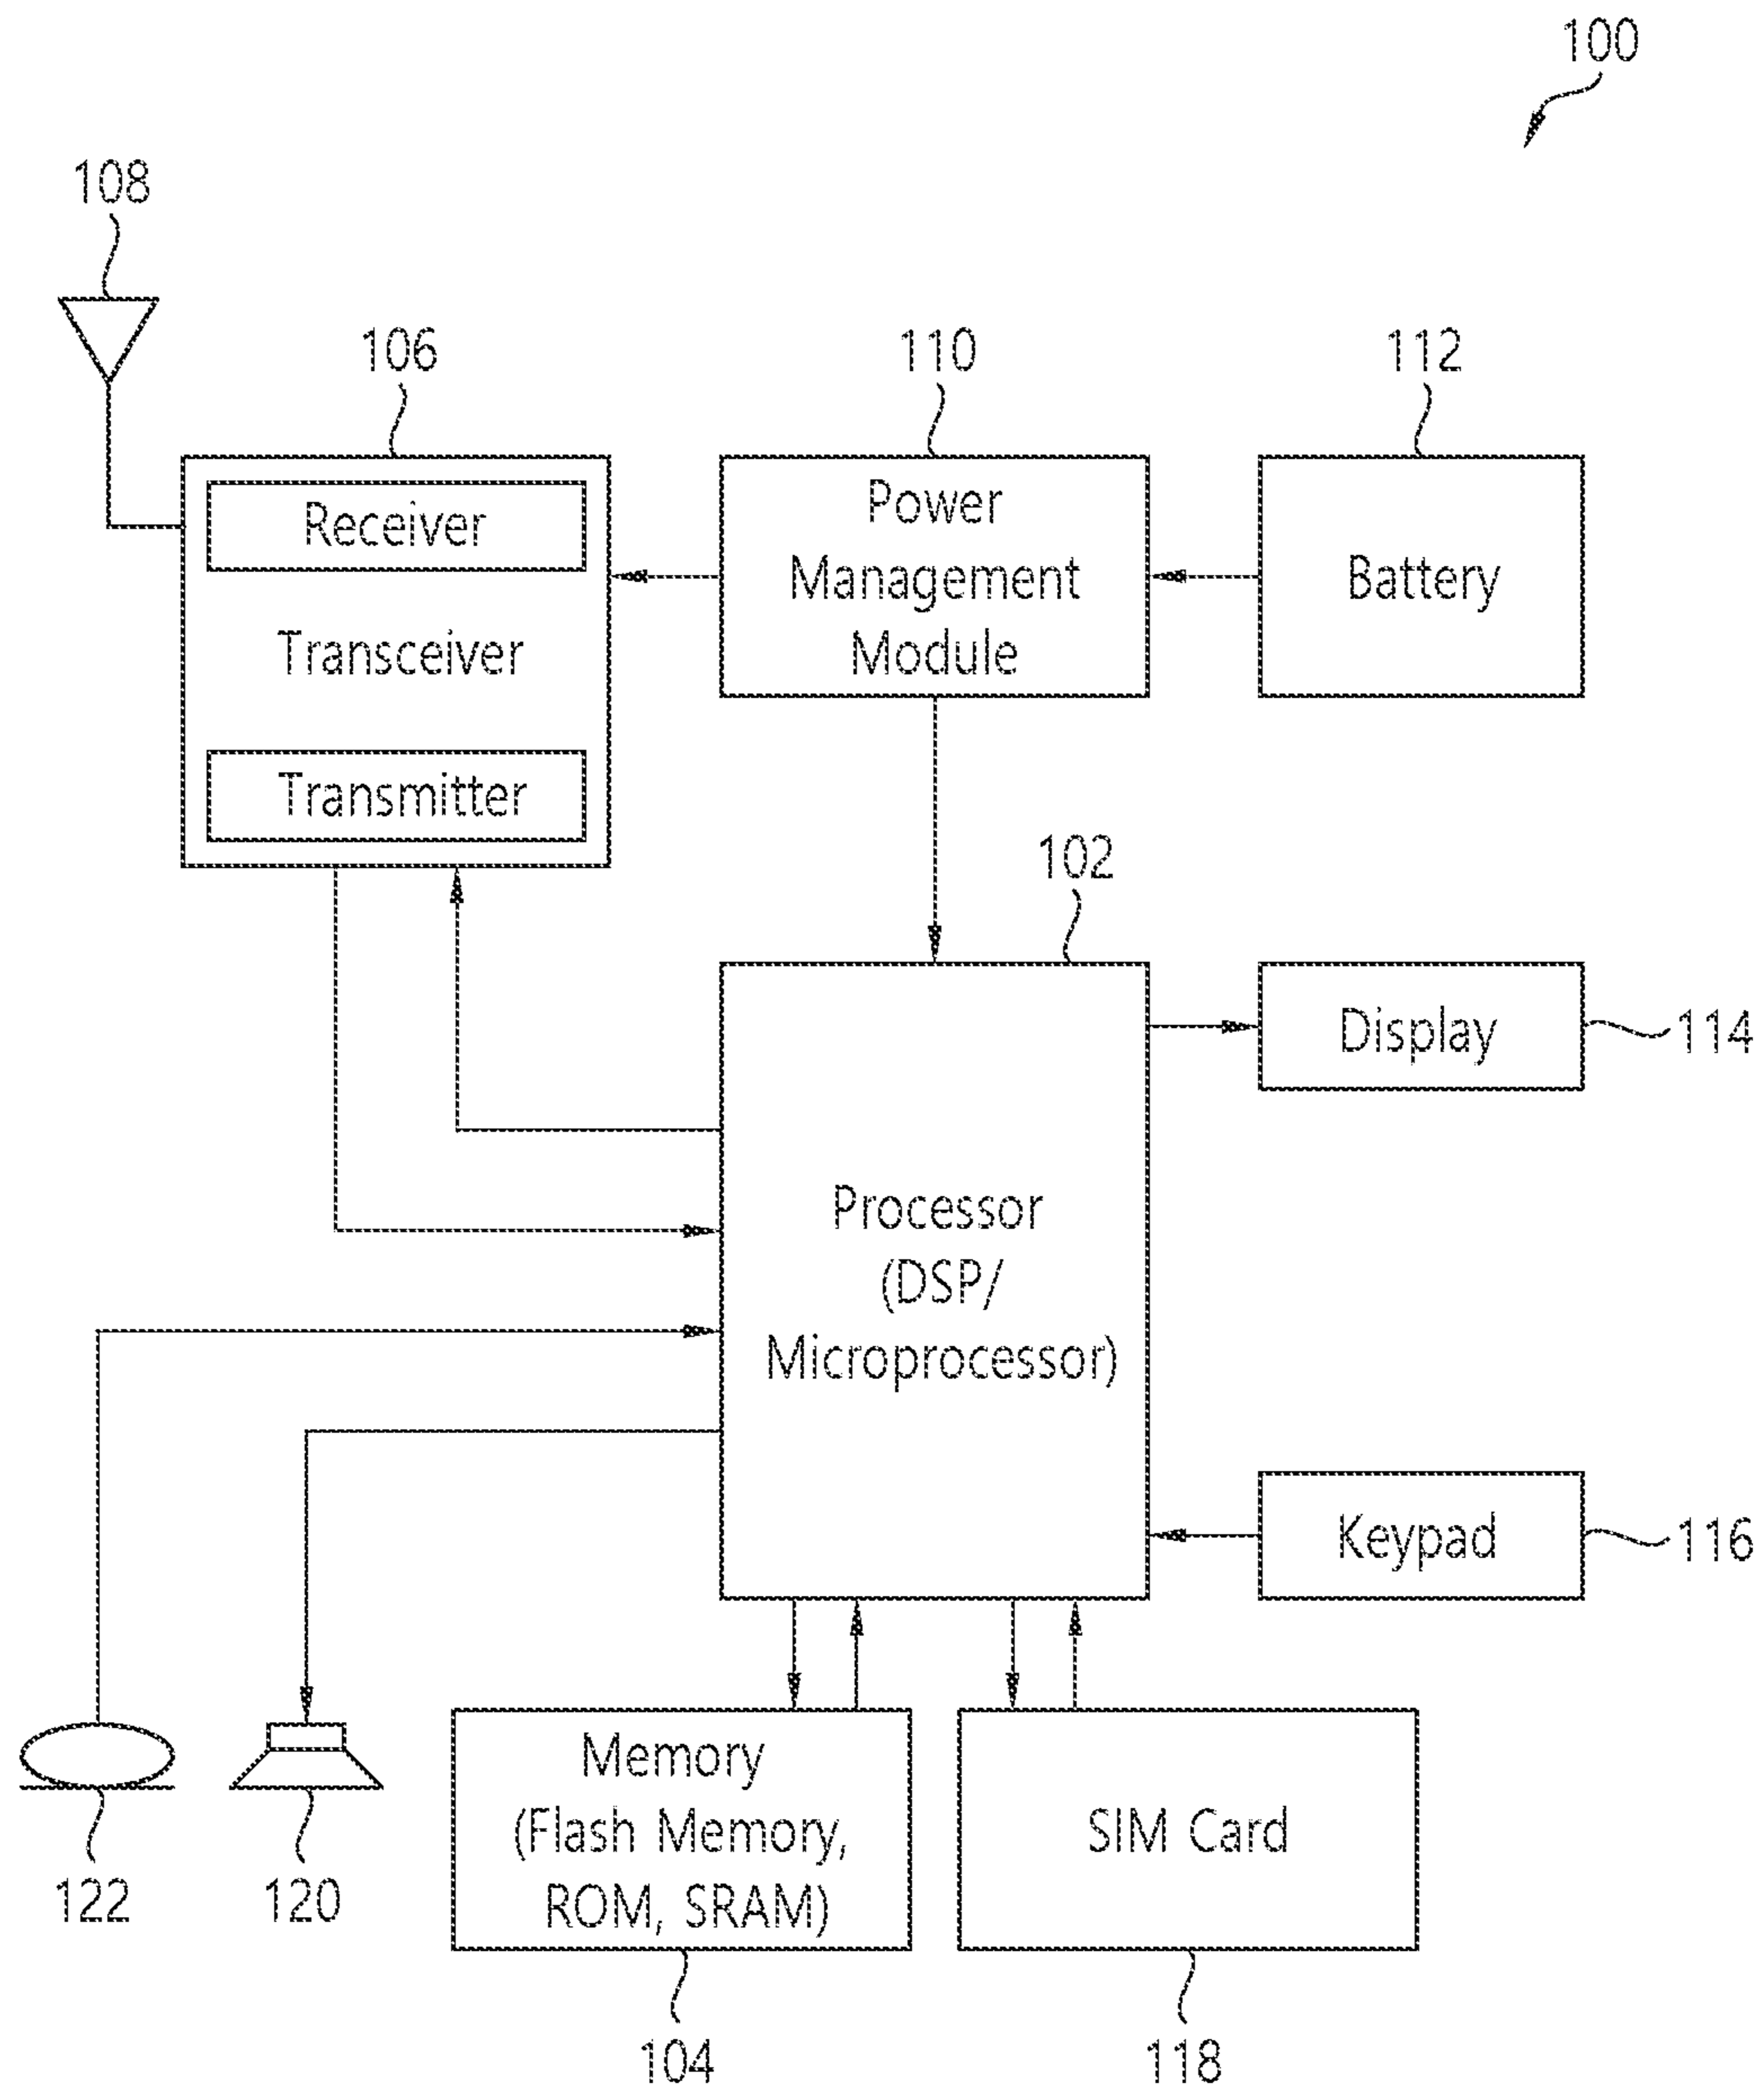 100
108
106
110
112
Receiver
Transceiver
Transmitter
Power
Management
Module
Battery
102
Display
114
Processor
(DSP/
Microprocessor)
Keypad
116
122
120
Memory
(Flash Memory,
ROM, SRAM)
SIM Card
104
118